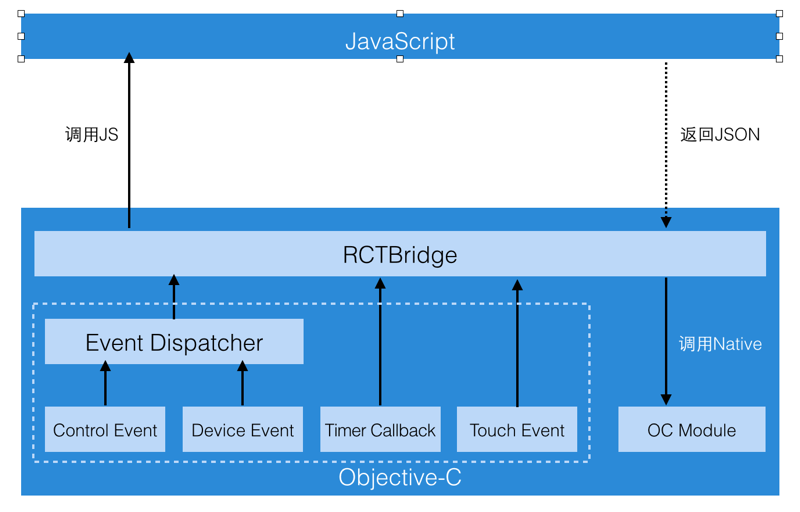 JavaScript
调用JS
返回JSON
RCTBridge
Event Dispatcher
调用Native
Control Event
Device Event
Timer Callback
Touch Event
OC Module
Objective-C